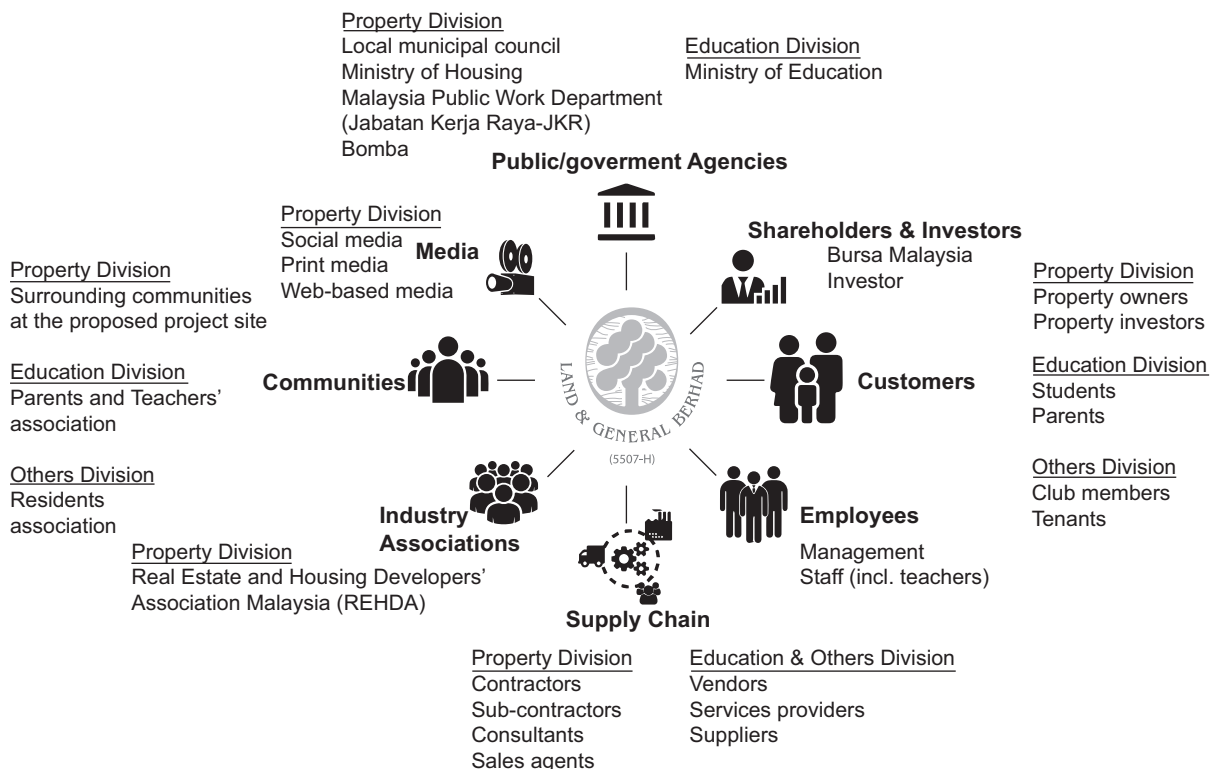 Property Division
Local municipal council
Ministry of Housing
Malaysia Public Work Department
(Jabatan Kerja Raya-JKR)
Bomba
Education Division
Ministry of Education
Public/goverment Agencies
Property Division
Social media
Print media
Web-based media
Media
Shareholders & Investors
Bursa Malaysia
Investor
Property Division
Surrounding communities
at the proposed project site
Education Division
Parents and Teachers'
association
Others Division
Residents
association
Communities
Property Division
Property owners
Property investors
Education Division
Students
Parents
Others Division
Club members
Tenants
Customers
LAND & GENERAL BERHAD
(5507-H)
Industry
Associations
Property Division
Real Estate and Housing Developers'
Association Malaysia (REHDA)
Employees
Management
Staff (incl. teachers)
Supply Chain
Property Division
Contractors
Sub-contractors
Consultants
Sales agents
Education & Others Division
Vendors
Services providers
Suppliers